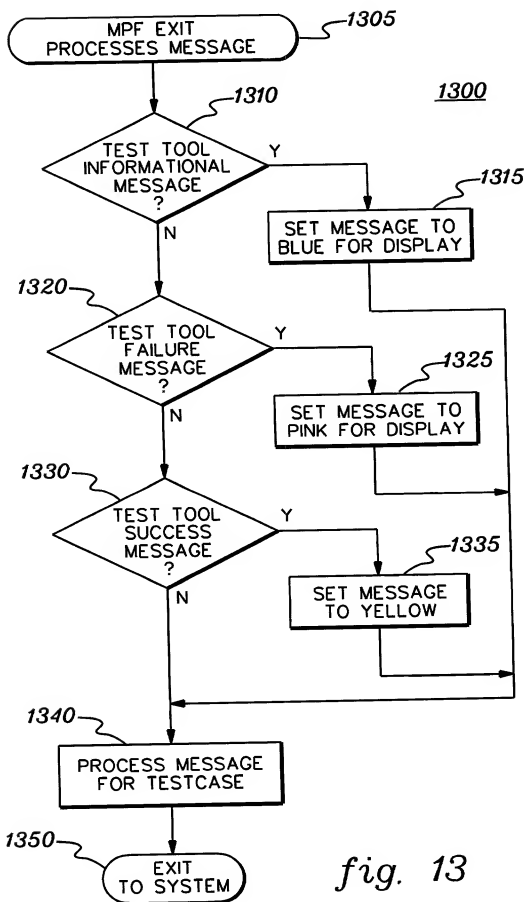 MPF EXIT
PROCESSES MESSAGE
1305
1300
1310
TEST TOOL
INFORMATIONAL
MESSAGE
?
Y
N
1315
SET MESSAGE TO
BLUE FOR DISPLAY
1320
TEST TOOL
FAILURE
MESSAGE
?
Y
N
1325
SET MESSAGE TO
PINK FOR DISPLAY
1330
TEST TOOL
SUCCESS
MESSAGE
?
Y
N
1335
SET MESSAGE
TO YELLOW
1340
PROCESS MESSAGE
FOR TESTCASE
1350
EXIT
TO SYSTEM
fig. 13